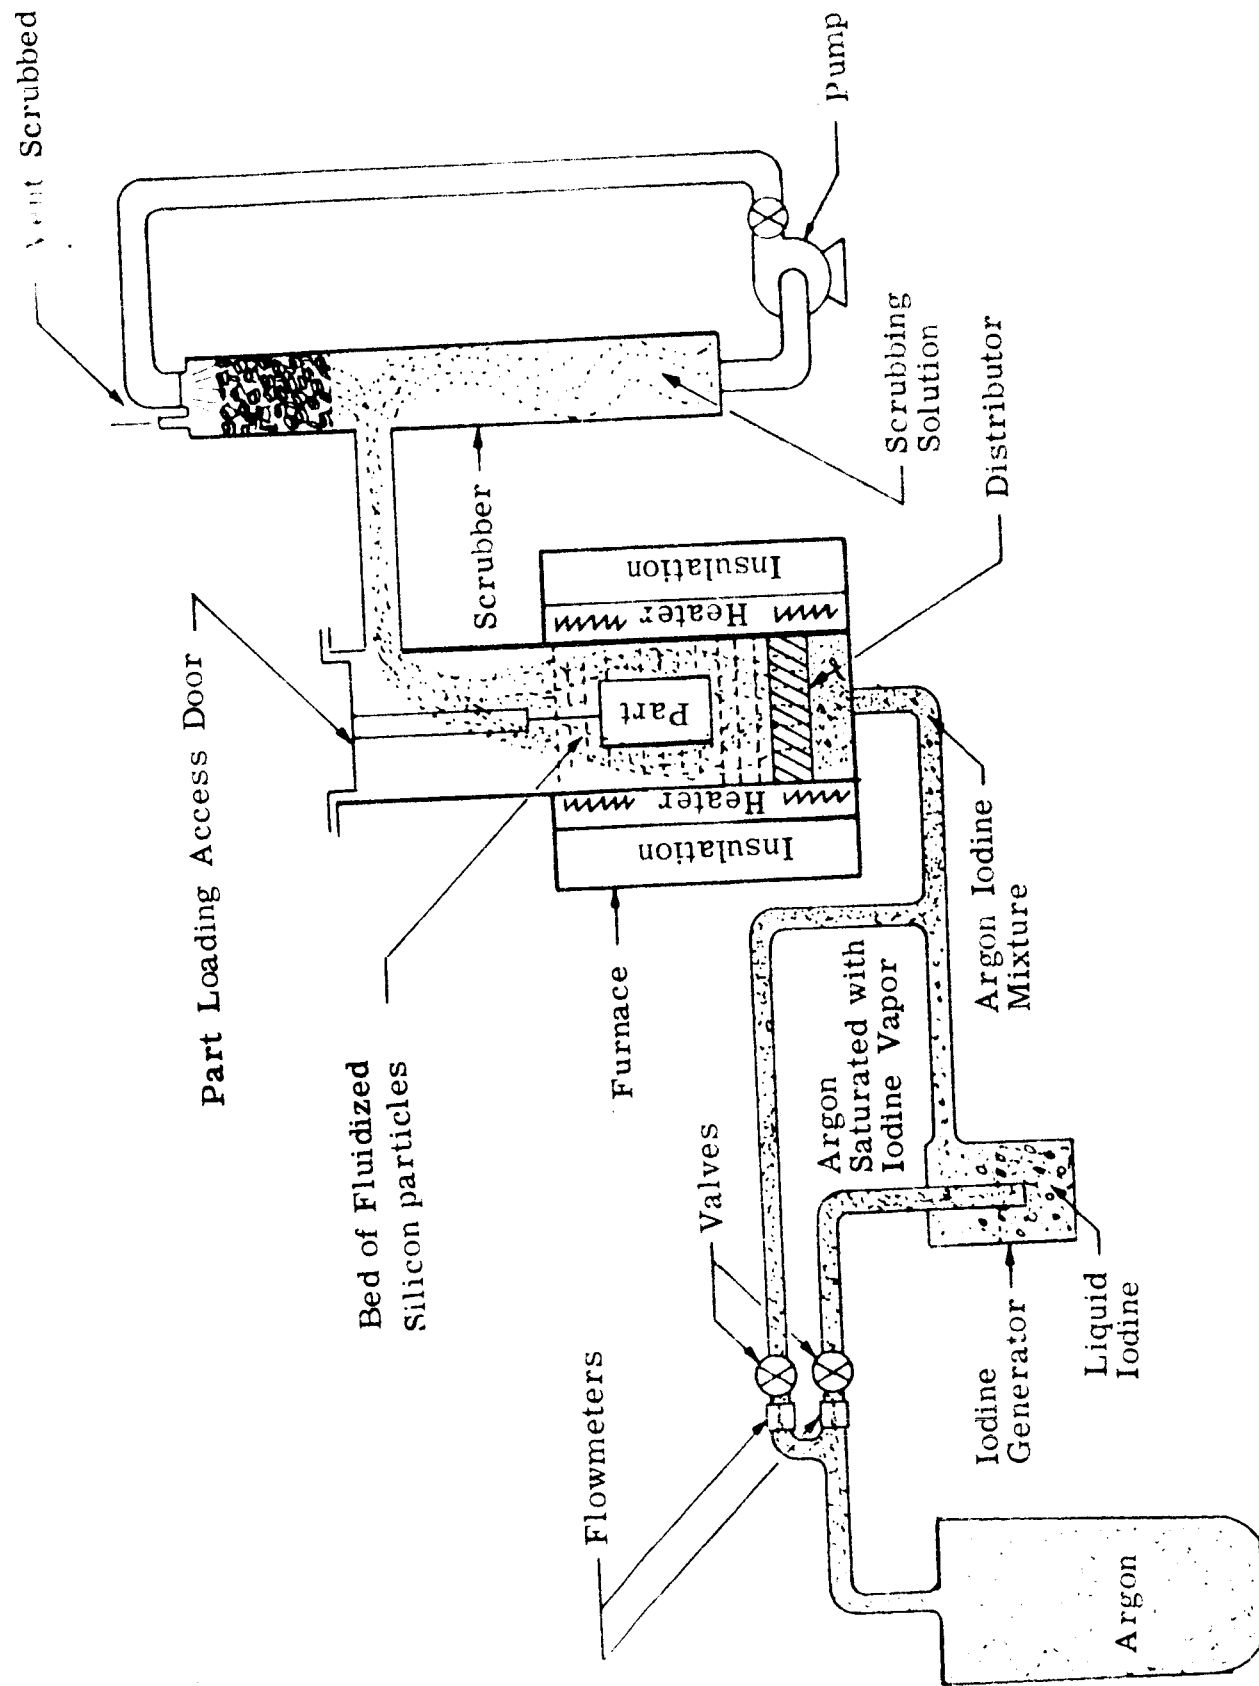 Vent Scrubbed
Pump
Scrubbing
Solution
Distributor
Scrubber
Part Loading Access Door
Insulation
Heater
Part
Heater
Insulation
Bed of Fluidized
Silicon particles
Furnace
Argon Iodine
Mixture
Argon
Saturated with
Iodine Vapor
Valves
Flowmeters
Iodine
Generator
Liquid
Iodine
Argon